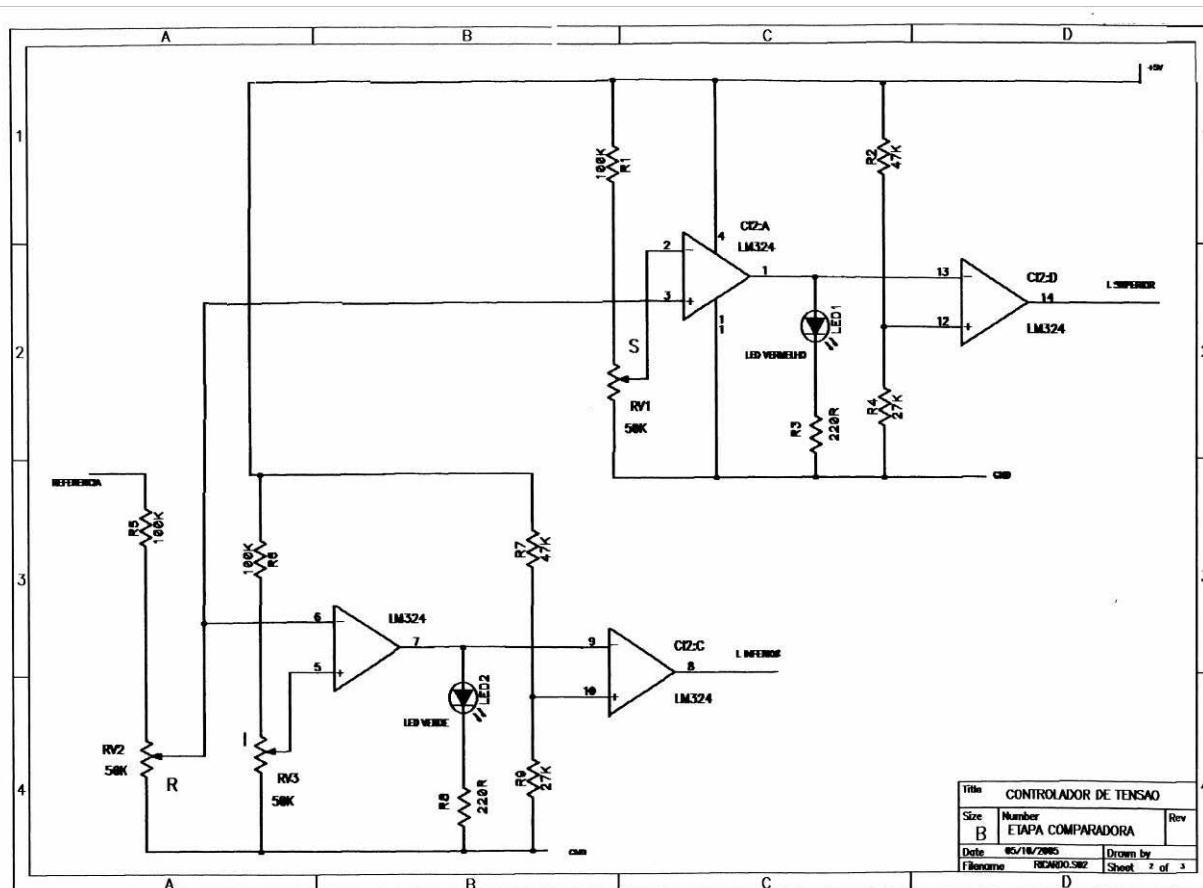 A B C D
+5V
1
100K
R1
R2
47K
CI2:A
LM324
4
2
1
3
1
1
13
CI2:D
14
L SUPERIOR
12
LM324
LED1
LED VERMELHO
2
S
RV1
50K
R3
220R
R4
27K
GND
REFERENCIA
R5
100K
100K
R6
R7
47K
3
3
LM324
6
7
5
9
CI2:C
8
L INFERIOR
10
LM324
LED2
LED VERDE
RV2
50K
R
I
RV3
50K
R8
220R
R9
27K
4
GND
Title CONTROLADOR DE TENSAO
Size B
Number ETAPA COMPARADORA
Rev
Date 05/10/2005
Drawn by
Filename RICARDO.S02
Sheet 2 of 3
A B C D